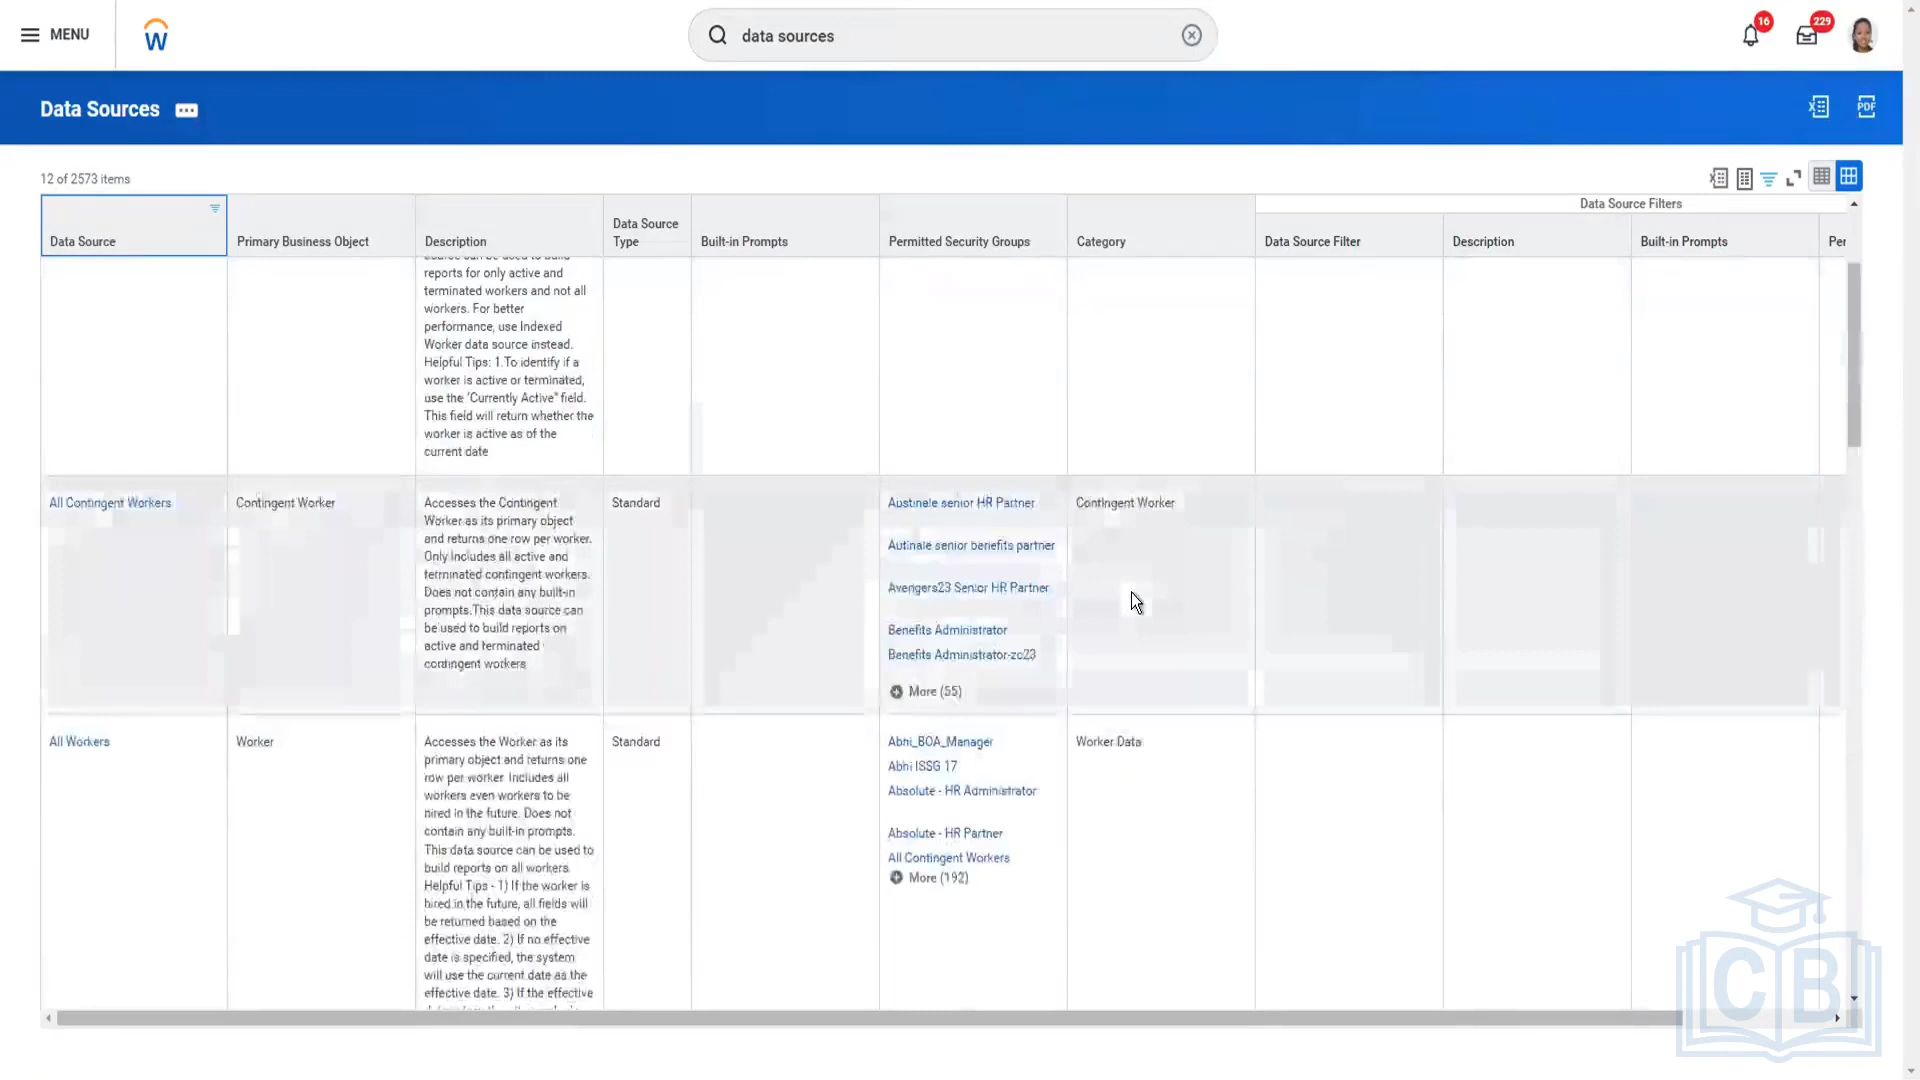 MENU
data sources
16
229
Data Sources
PDF
12 of 2573 items
Data Source Filters
Data Source
Primary Business Object
Description
Data Source Type
Built-in Prompts
Permitted Security Groups
Category
Data Source Filter
Description
Built-in Prompts
Per
reports for only active and
terminated workers and not all
workers. For better
performance, use Indexed
Worker data source instead.
Helpful Tips: 1.To identify if a
worker is active or terminated,
use the 'Currently Active" field.
This field will return whether the
worker is active as of the
current date
All Contingent Workers
Contingent Worker
Accesses the Contingent
Worker as its primary object
and returns one row per worker.
Only includes all active and
terminated contingent workers.
Does not contain any built-in
prompts.This data source can
be used to build reports on
active and terminated
contingent workers
Standard
Austinale senior HR Partner
Autinale senior benefits partner
Avengers23 Senior HR Partner
Benefits Administrator
Benefits Administrator-zc23
More (55)
Contingent Worker
All Workers
Worker
Accesses the Worker as its
primary object and returns one
row per worker. Includes all
workers even workers to be
hired in the future. Does not
contain any built-in prompts.
This data source can be used to
build reports on all workers.
Helpful Tips - 1) If the worker is
hired in the future, all fields will
be returned based on the
effective date. 2) If no effective
date is specified, the system
will use the current date as the
effective date. 3) If the effective
Standard
Abhi_BOA_Manager
Abhi ISSG 17
Absolute - HR Administrator
Absolute - HR Partner
All Contingent Workers
More (192)
Worker Data
CB